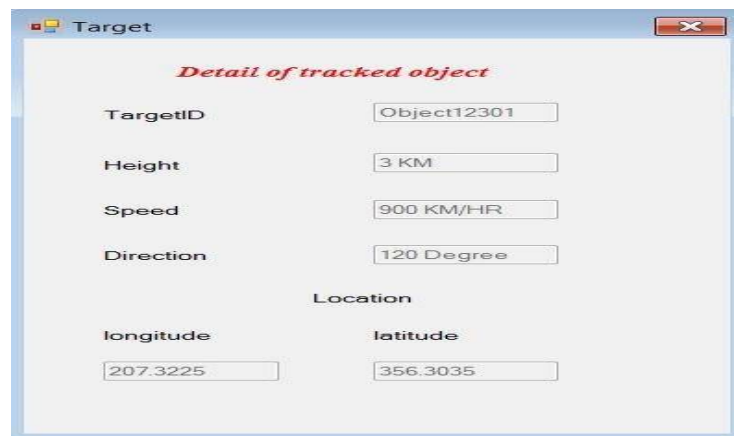 Target
Detail of tracked object
TargetID Object12301
Height 3 KM
Speed 900 KM/HR
Direction 120 Degree
Location
longitude latitude
207.3225 356.3035